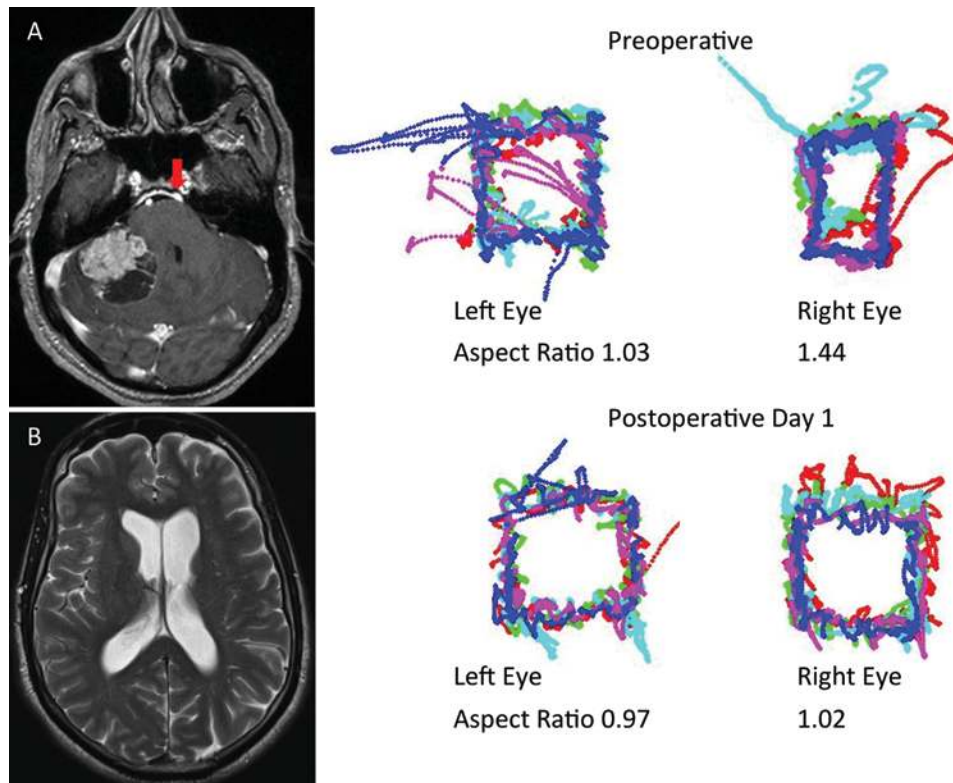 A
Preoperative
Left Eye
Right Eye
Aspect Ratio 1.03
1.44
B
Postoperative Day 1
Left Eye
Right Eye
Aspect Ratio 0.97
1.02